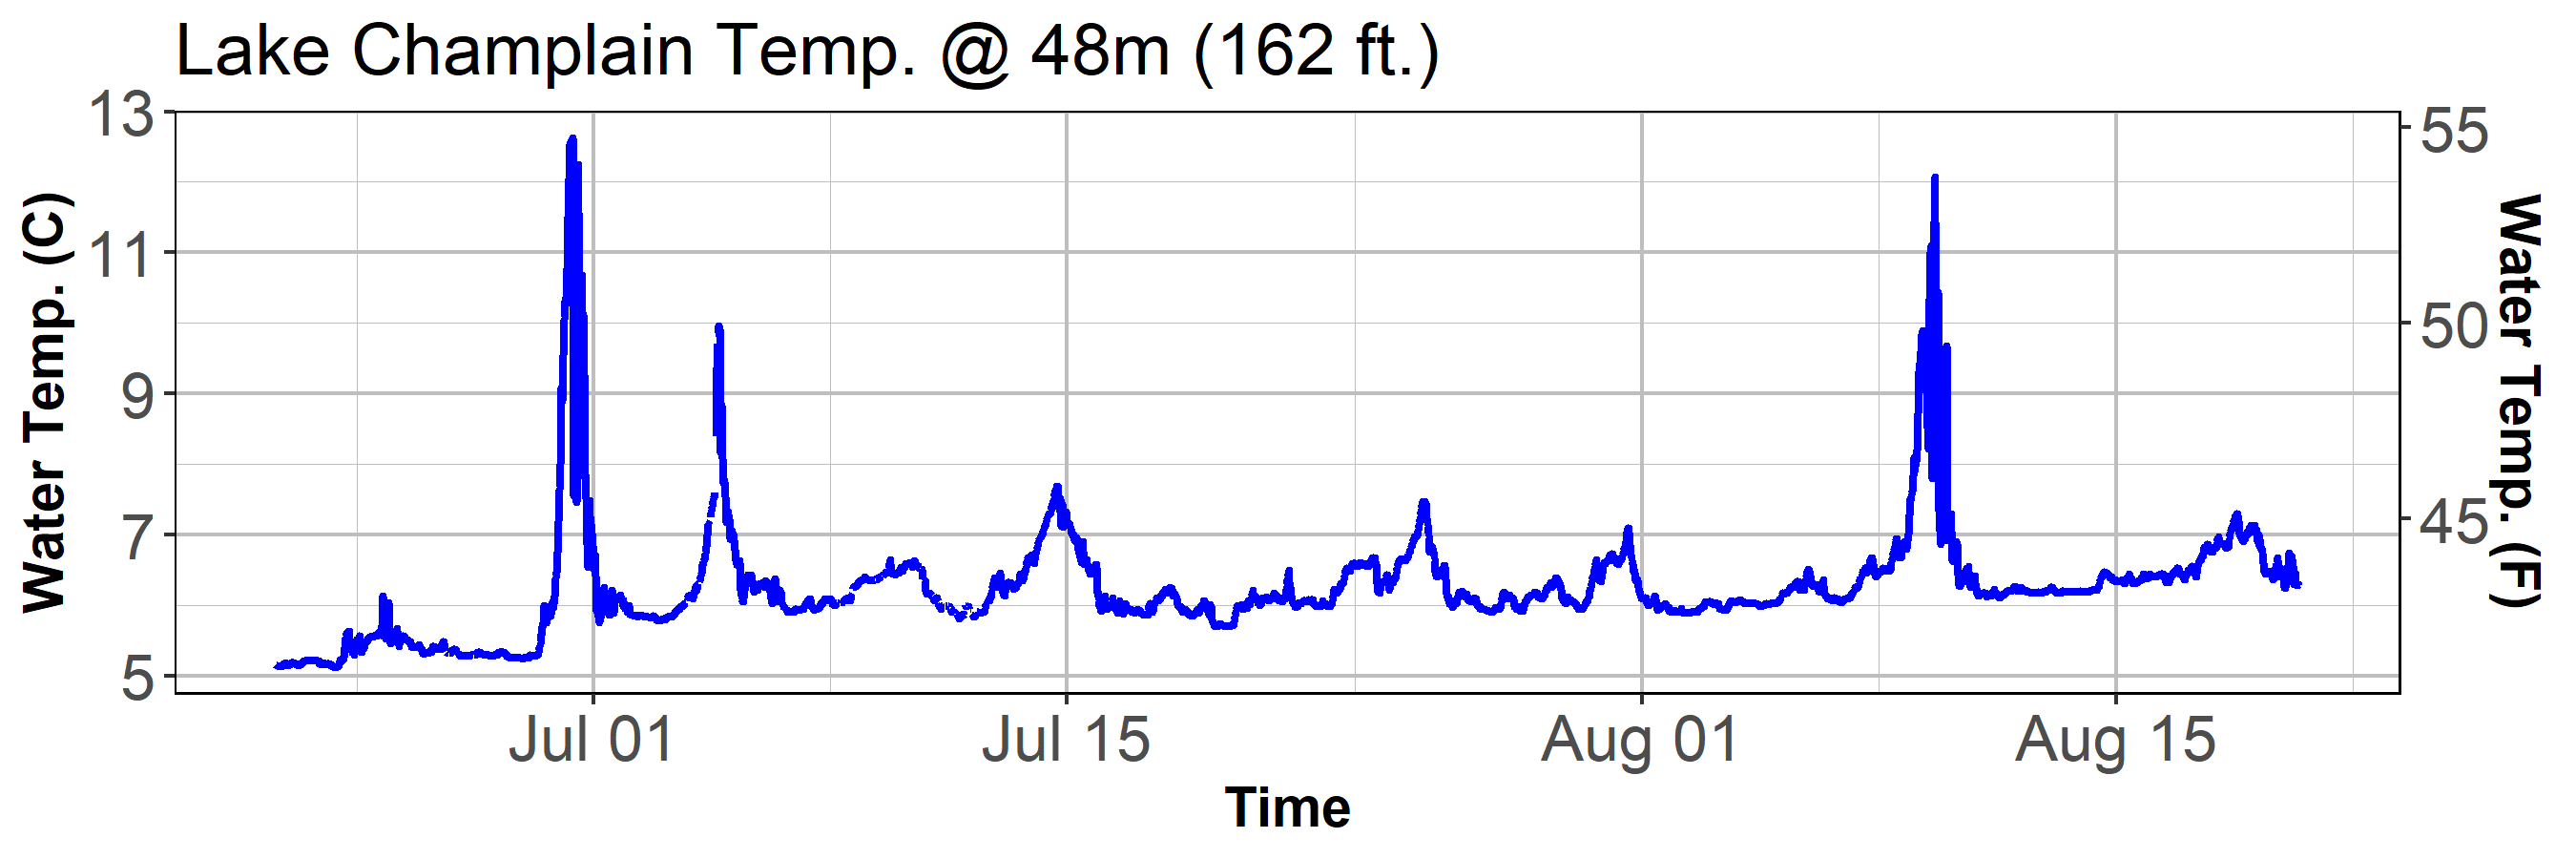 Lake Champlain Temp. @ 48m (162 ft.)
13
11
9
7
5
Water Temp. (C)
55
50
45
Water Temp. (F)
Jul 01 Jul 15 Aug 01 Aug 15
Time